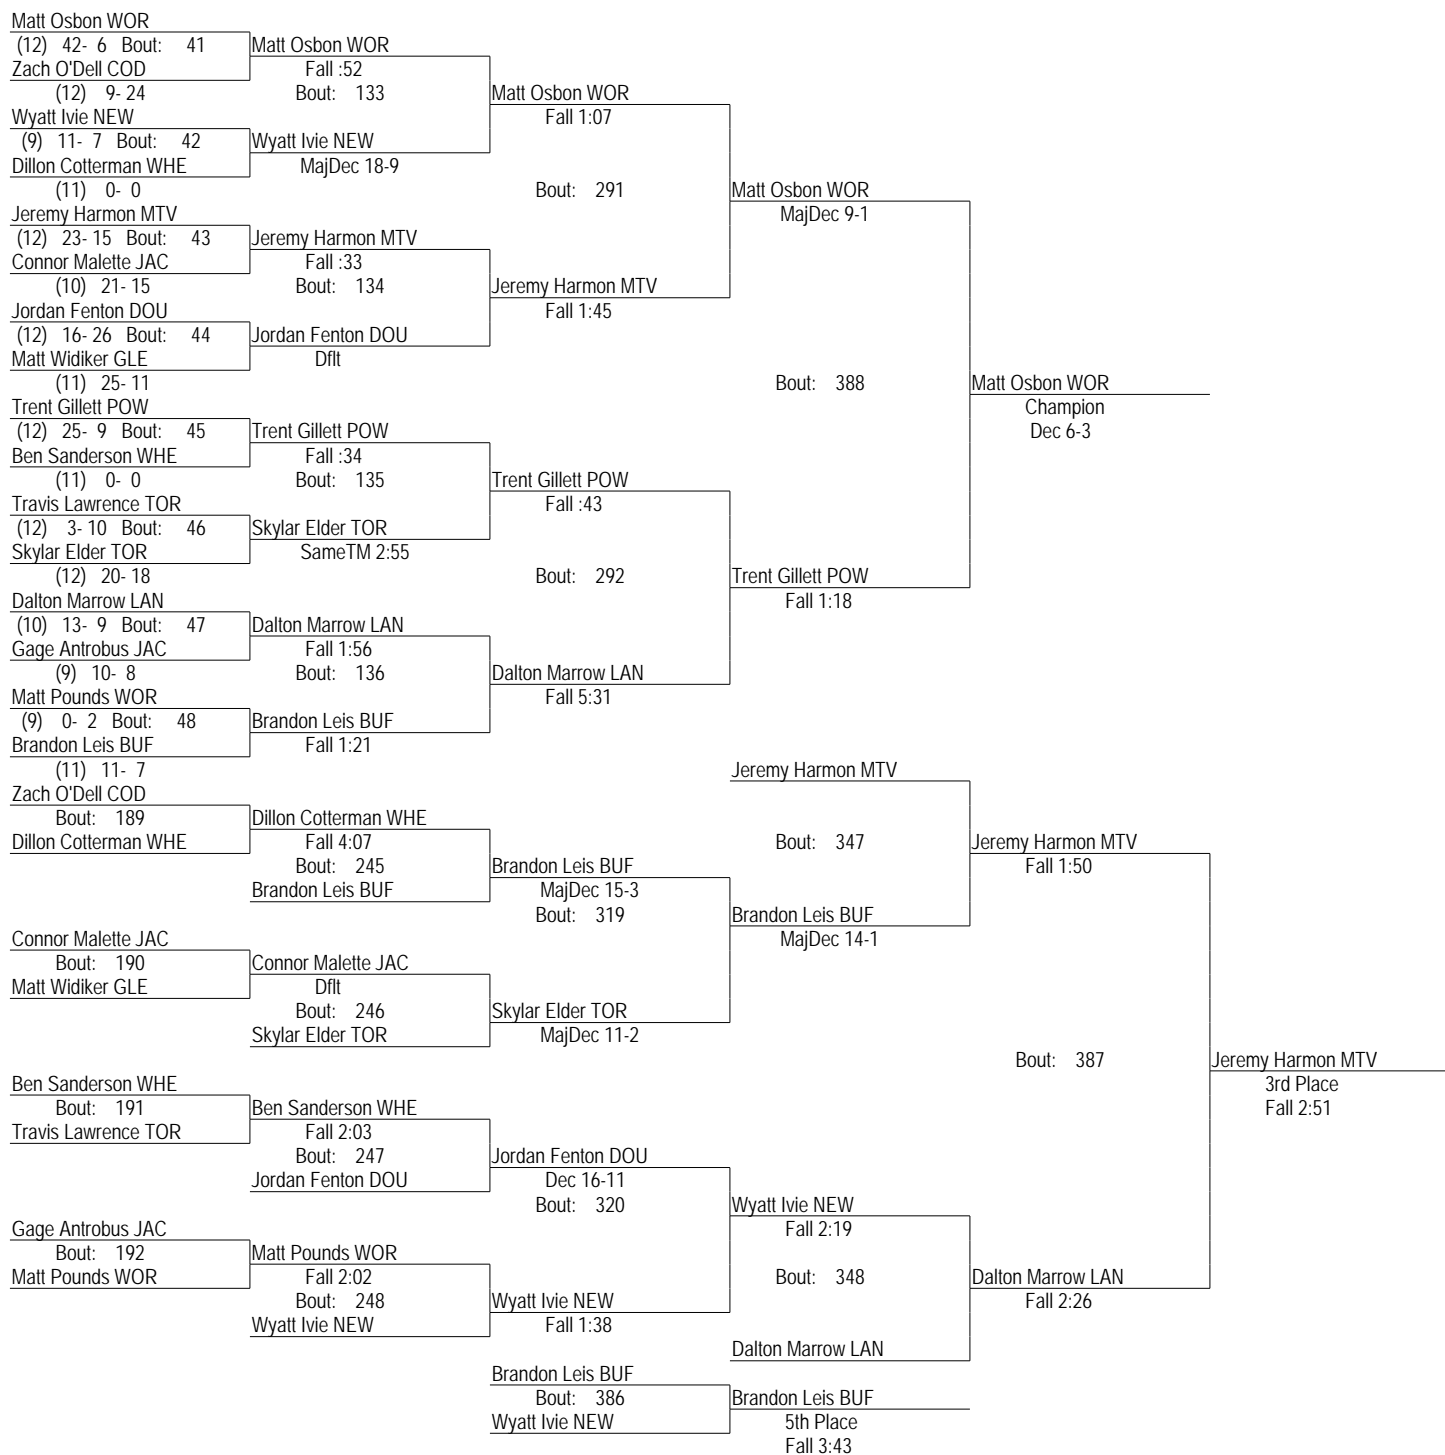 Matt Osbon WOR
(12) 42- 6 Bout: 41
Zach O'Dell COD
(12) 9- 24
Wyatt Ivie NEW
(9) 11- 7 Bout: 42
Dillon Cotterman WHE
(11) 0- 0
Jeremy Harmon MTV
(12) 23- 15 Bout: 43
Connor Malette JAC
(10) 21- 15
Jordan Fenton DOU
(12) 16- 26 Bout: 44
Matt Widiker GLE
(11) 25- 11
Trent Gillett POW
(12) 25- 9 Bout: 45
Ben Sanderson WHE
(11) 0- 0
Travis Lawrence TOR
(12) 3- 10 Bout: 46
Skylar Elder TOR
(12) 20- 18
Dalton Marrow LAN
(10) 13- 9 Bout: 47
Gage Antrobus JAC
(9) 10- 8
Matt Pounds WOR
(9) 0- 2 Bout: 48
Brandon Leis BUF
(11) 11- 7
Matt Osbon WOR
Fall :52
Bout: 133
Wyatt Ivie NEW
MajDec 18-9
Jeremy Harmon MTV
Fall :33
Bout: 134
Jordan Fenton DOU
Dflt
Trent Gillett POW
Fall :34
Bout: 135
Skylar Elder TOR
SameTM 2:55
Dalton Marrow LAN
Fall 1:56
Bout: 136
Brandon Leis BUF
Fall 1:21
Matt Osbon WOR
Fall 1:07
Bout: 291
Jeremy Harmon MTV
Fall 1:45
Trent Gillett POW
Fall :43
Bout: 292
Dalton Marrow LAN
Fall 5:31
Matt Osbon WOR
MajDec 9-1
Bout: 388
Trent Gillett POW
Fall 1:18
Matt Osbon WOR
Champion
Dec 6-3
Zach O'Dell COD
Bout: 189
Dillon Cotterman WHE
Connor Malette JAC
Bout: 190
Matt Widiker GLE
Ben Sanderson WHE
Bout: 191
Travis Lawrence TOR
Gage Antrobus JAC
Bout: 192
Matt Pounds WOR
Dillon Cotterman WHE
Fall 4:07
Bout: 245
Brandon Leis BUF
Connor Malette JAC
Dflt
Bout: 246
Skylar Elder TOR
Ben Sanderson WHE
Fall 2:03
Bout: 247
Jordan Fenton DOU
Matt Pounds WOR
Fall 2:02
Bout: 248
Wyatt Ivie NEW
Brandon Leis BUF
MajDec 15-3
Bout: 319
Skylar Elder TOR
MajDec 11-2
Jordan Fenton DOU
Dec 16-11
Bout: 320
Wyatt Ivie NEW
Fall 1:38
Jeremy Harmon MTV
Bout: 347
Brandon Leis BUF
MajDec 14-1
Wyatt Ivie NEW
Fall 2:19
Bout: 348
Dalton Marrow LAN
Jeremy Harmon MTV
Fall 1:50
Bout: 387
Dalton Marrow LAN
Fall 2:26
Jeremy Harmon MTV
3rd Place
Fall 2:51
Brandon Leis BUF
Bout: 386
Wyatt Ivie NEW
Brandon Leis BUF
5th Place
Fall 3:43